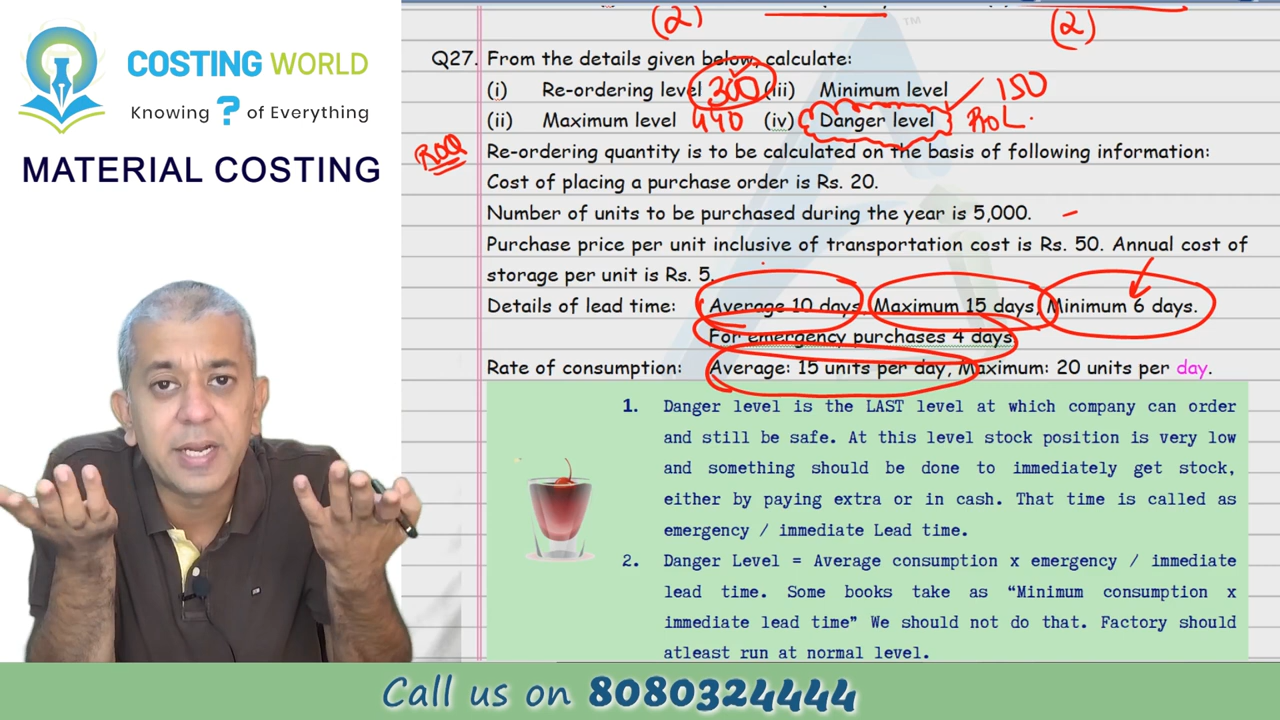 (2)
(2)
TM
COSTING WORLD
Knowing ? of Everything
MATERIAL COSTING
Q27. From the details given below, calculate:
(i) Re-ordering level 300 (iii) Minimum level 150
(ii) Maximum level 440 (iv) Danger level ROL.
ROQ
Re-ordering quantity is to be calculated on the basis of following information:
Cost of placing a purchase order is Rs. 20.
Number of units to be purchased during the year is 5,000.
Purchase price per unit inclusive of transportation cost is Rs. 50. Annual cost of
storage per unit is Rs. 5.
Details of lead time: Average 10 days, Maximum 15 days, Minimum 6 days.
For emergency purchases 4 days
Rate of consumption: Average: 15 units per day, Maximum: 20 units per day.
1. Danger level is the LAST level at which company can order
and still be safe. At this level stock position is very low
and something should be done to immediately get stock,
either by paying extra or in cash. That time is called as
emergency / immediate Lead time.
2. Danger Level = Average consumption x emergency / immediate
lead time. Some books take as “Minimum consumption x
immediate lead time” We should not do that. Factory should
atleast run at normal level.
Call us on 8080324444